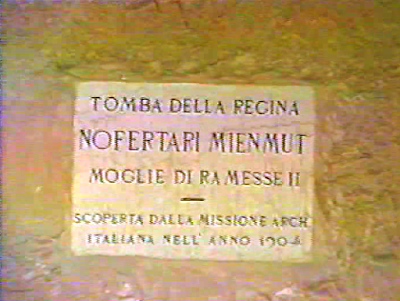 TOMBA DELLA REGINA
NOFERTARI MIENMUT
MOGLIE DI RAMESSE II
SCOPERTA DALLA MISSIONE ARCH.
ITALIANA NELL' ANNO 1904